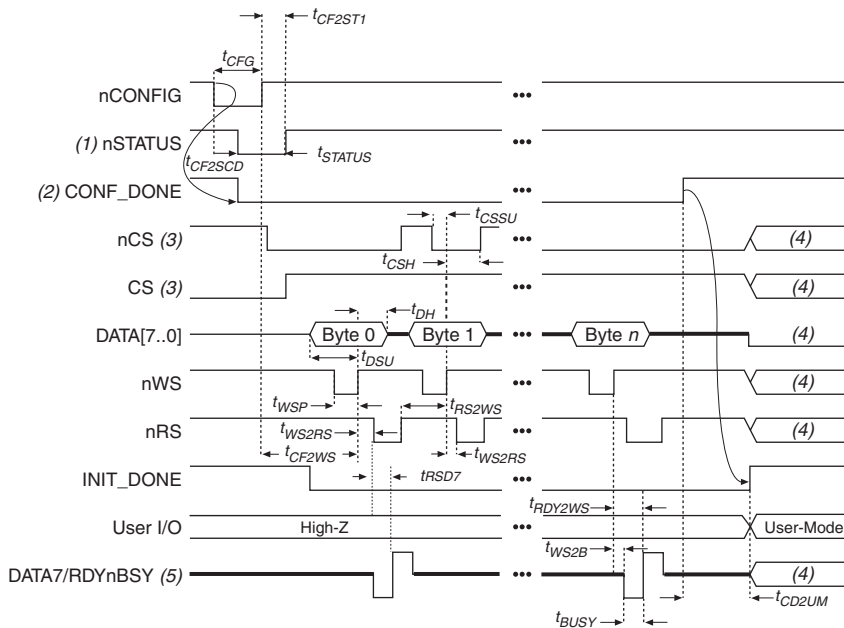 tCF2ST1
tCFG
nCONFIG
(1) nSTATUS
tSTATUS
tCF2SCD
(2) CONF_DONE
tCSSU
nCS (3)
(4)
tCSH
CS (3)
(4)
tDH
DATA[7..0]
Byte 0
Byte 1
Byte n
(4)
tDSU
nWS
(4)
tWSP
tRS2WS
nRS
(4)
tWS2RS
tWS2RS
tCF2WS
INIT_DONE
tRSD7
tRDY2WS
User I/O
High-Z
User-Mode
tWS2B
DATA7/RDYnBSY (5)
(4)
tCD2UM
tBUSY